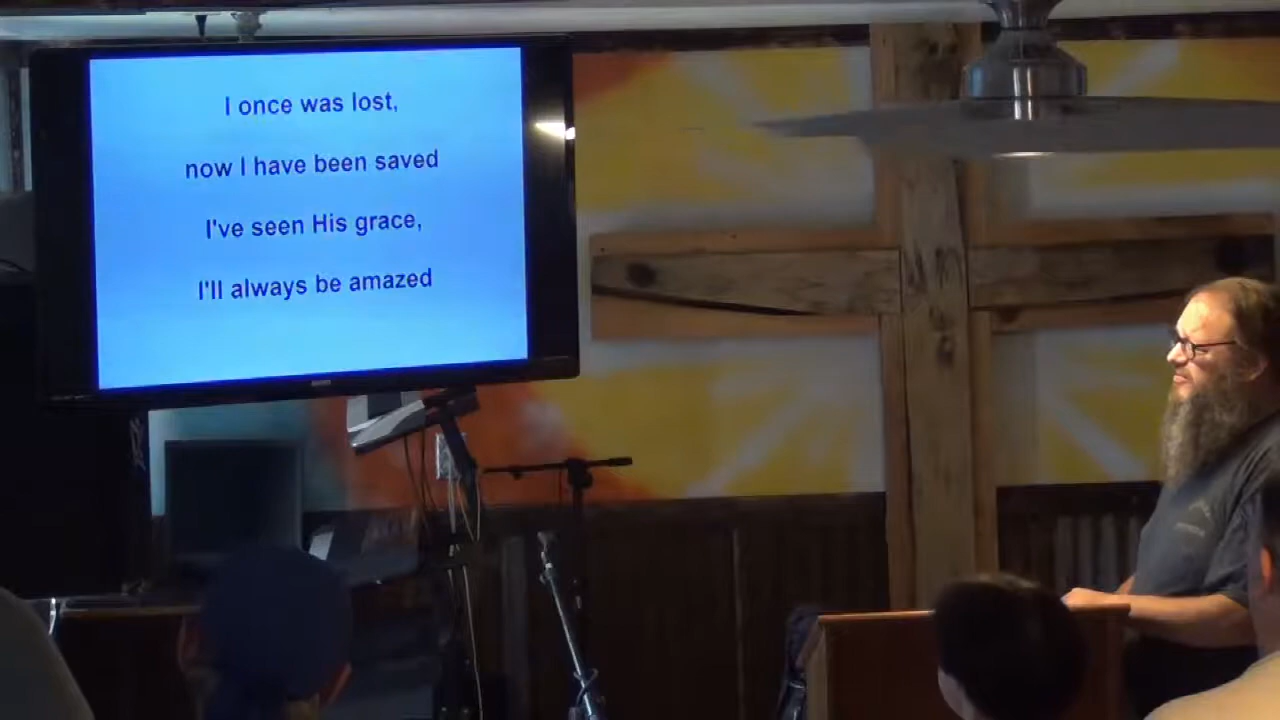 I once was lost,
now I have been saved
I've seen His grace,
I'll always be amazed